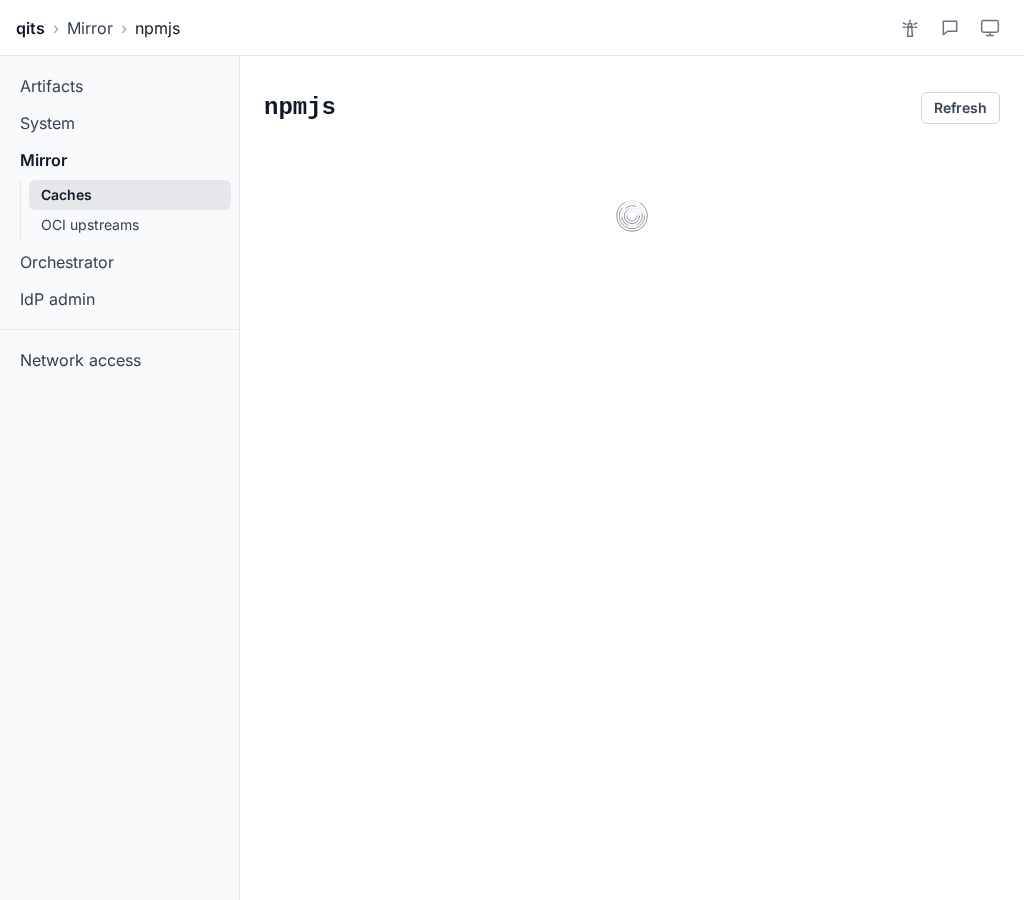 qits › Mirror › npmjs
Artifacts
System
Mirror
Caches
OCI upstreams
Orchestrator
IdP admin
Network access
npmjs
Refresh